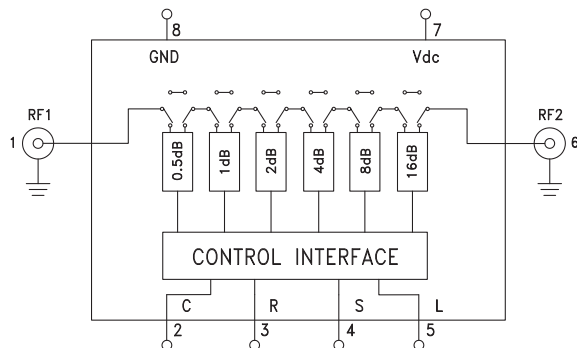 8
7
GND
Vdc
RF1
RF2
1
6
0.5dB
1dB
2dB
4dB
8dB
16dB
CONTROL INTERFACE
C
R
S
L
2
3
4
5